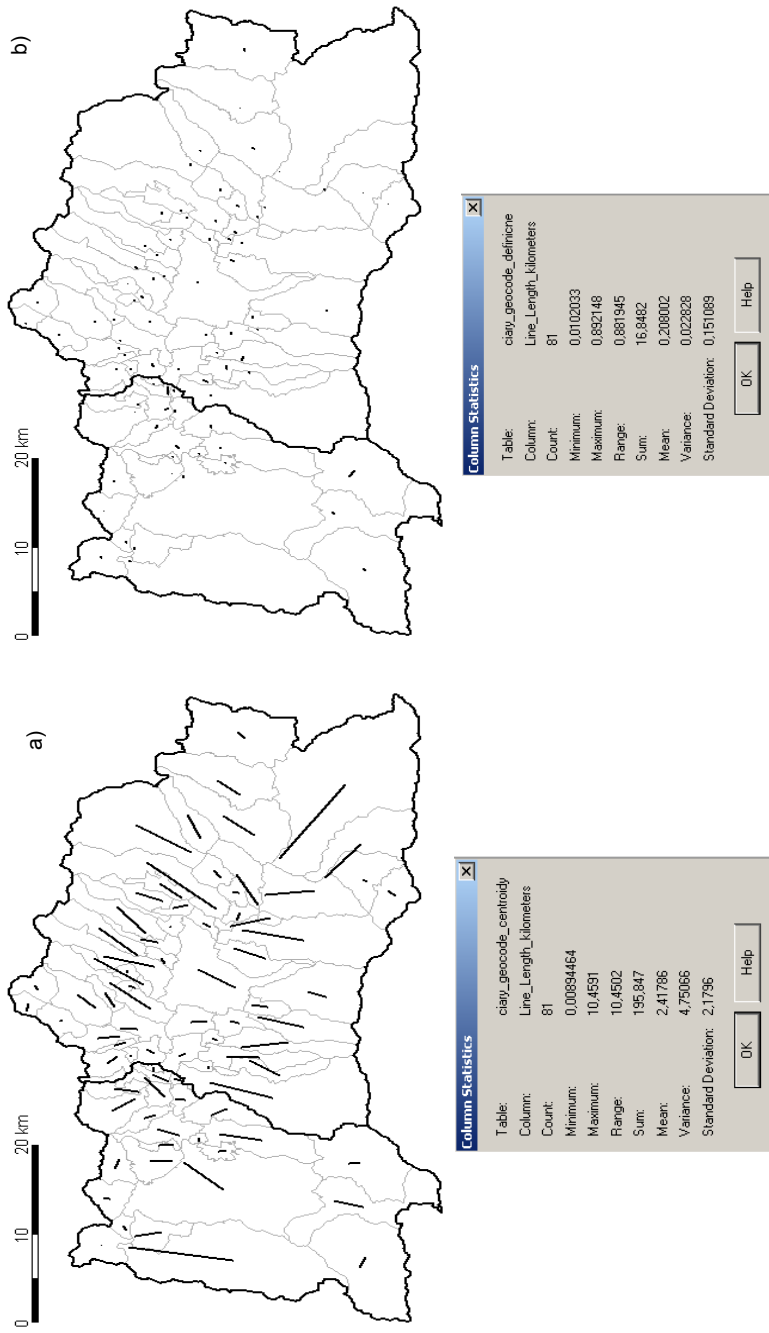 a)
0 10 20 km
Column Statistics
Table: ciary_geocode_centroidy
Column: Line_Length_kilometers
Count: 81
Minimum: 0,00894464
Maximum: 10,4591
Range: 10,4502
Sum: 195,847
Mean: 2,41786
Variance: 4,75066
Standard Deviation: 2,1796
OK Help
b)
0 10 20 km
Column Statistics
Table: ciary_geocode_definicne
Column: Line_Length_kilometers
Count: 81
Minimum: 0,0102033
Maximum: 0,892148
Range: 0,881945
Sum: 16,8482
Mean: 0,208002
Variance: 0,022828
Standard Deviation: 0,151089
OK Help